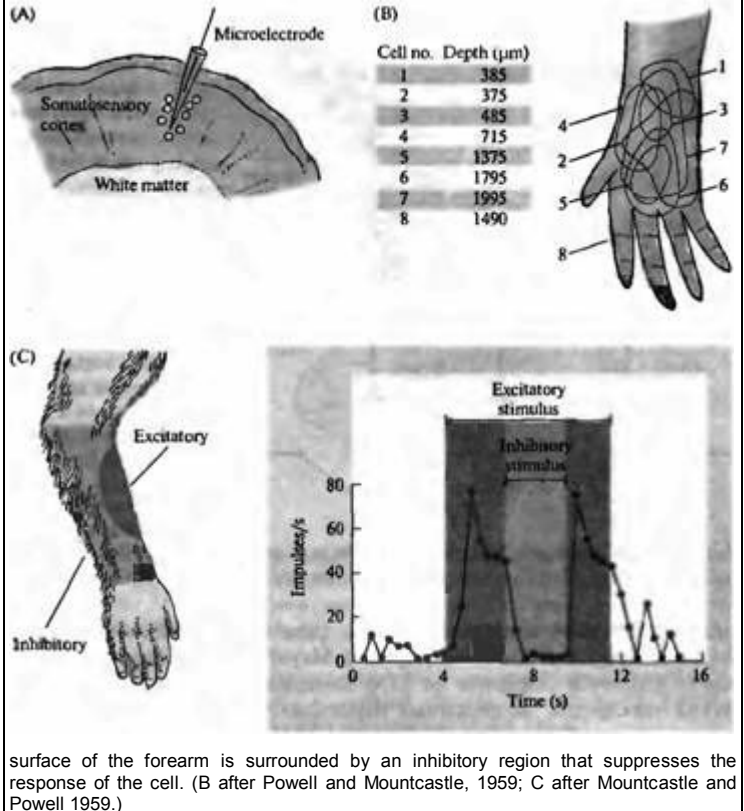 (A)
Microelectrode
Somatosensory
cortex
White matter
(B)
Cell no. Depth (μm)
1 385
2 375
3 485
4 715
5 1375
6 1795
7 1995
8 1490
1
3
4
7
2
6
5
8
(C)
Excitatory
Inhibitory
Excitatory
stimulus
Inhibitory
stimulus
80
60
40
20
0
Impulses/s
0 4 8 12 16
Time (s)
surface of the forearm is surrounded by an inhibitory region that suppresses the
response of the cell. (B after Powell and Mountcastle, 1959; C after Mountcastle and
Powell 1959.)